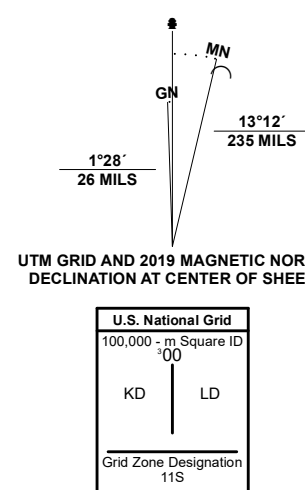 MN
GN
13°12´
235 MILS
1°28´
26 MILS
UTM GRID AND 2019 MAGNETIC NOR
DECLINATION AT CENTER OF SHEE
U.S. National Grid
100,000 - m Square ID
³00
KD LD
Grid Zone Designation
11S